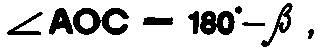 ∠AOC = 180°-β ,